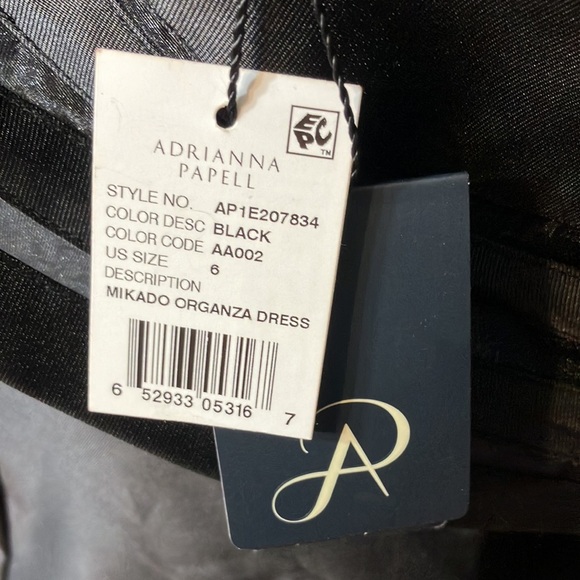 EPC
TM
ADRIANNA
PAPELL
STYLE NO. AP1E207834
COLOR DESC BLACK
COLOR CODE AA002
US SIZE 6
DESCRIPTION
MIKADO ORGANZA DRESS
6 52933 05316 7
AP